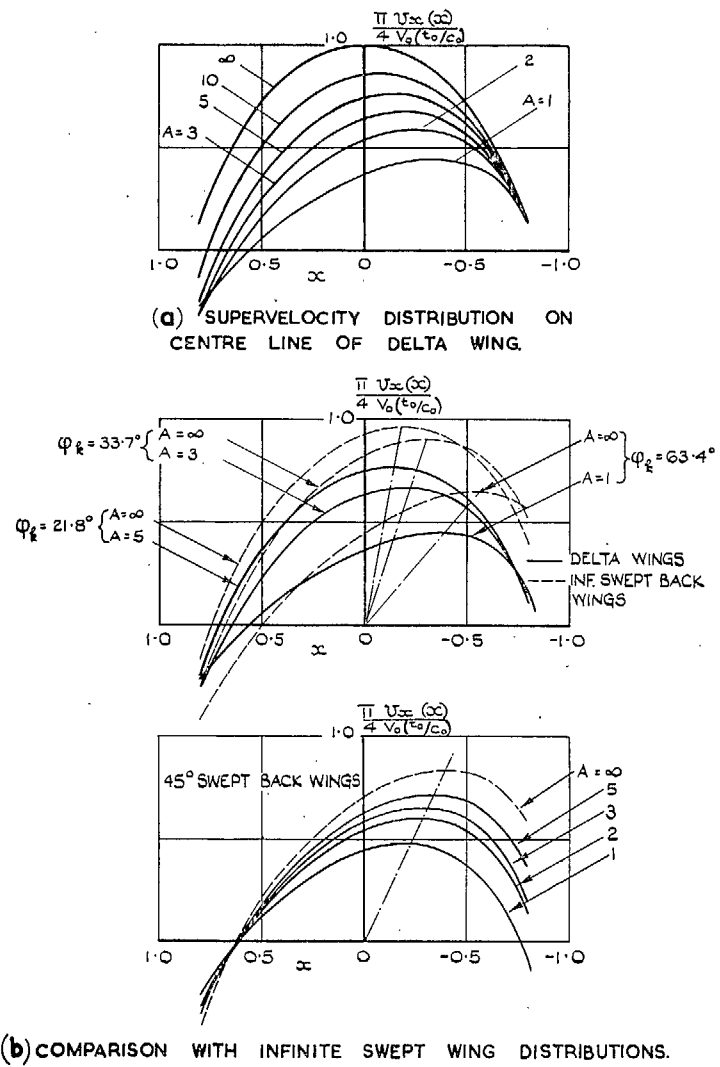 π Ux(x)
4 V₀(t₀/c₀)
1.0
∞
10
5
A=3
2
A=1
1.0 0.5 0 -0.5 -1.0
x
(a) SUPERVELOCITY DISTRIBUTION ON
CENTRE LINE OF DELTA WING.
π Ux(x)
4 V₀(t₀/c₀)
1.0
φk=33.7° { A=∞
A=3
φk=21.8° { A=∞
A=5
A=∞
A=1 } φk=63.4°
DELTA WINGS
INF. SWEPT BACK
WINGS
1.0 0.5 0 -0.5 -1.0
x
π Ux(x)
4 V₀(t₀/c₀)
1.0
45° SWEPT BACK WINGS
A=∞
5
3
2
1
1.0 0.5 0 -0.5 -1.0
x
(b) COMPARISON WITH INFINITE SWEPT WING DISTRIBUTIONS.